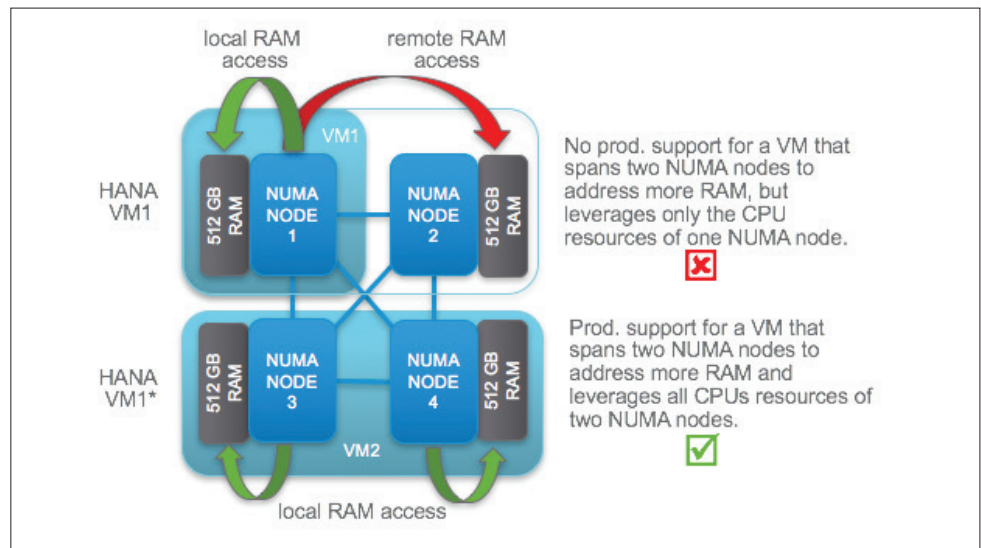 local RAM
access
remote RAM
access
VM1
HANA
VM1
512 GB
RAM
NUMA
NODE
1
NUMA
NODE
2
512 GB
RAM
No prod. support for a VM that
spans two NUMA nodes to
address more RAM, but
leverages only the CPU
resources of one NUMA node.
HANA
VM1*
512 GB
RAM
NUMA
NODE
3
NUMA
NODE
4
512 GB
RAM
VM2
local RAM access
Prod. support for a VM that
spans two NUMA nodes to
address more RAM and
leverages all CPUs resources of
two NUMA nodes.